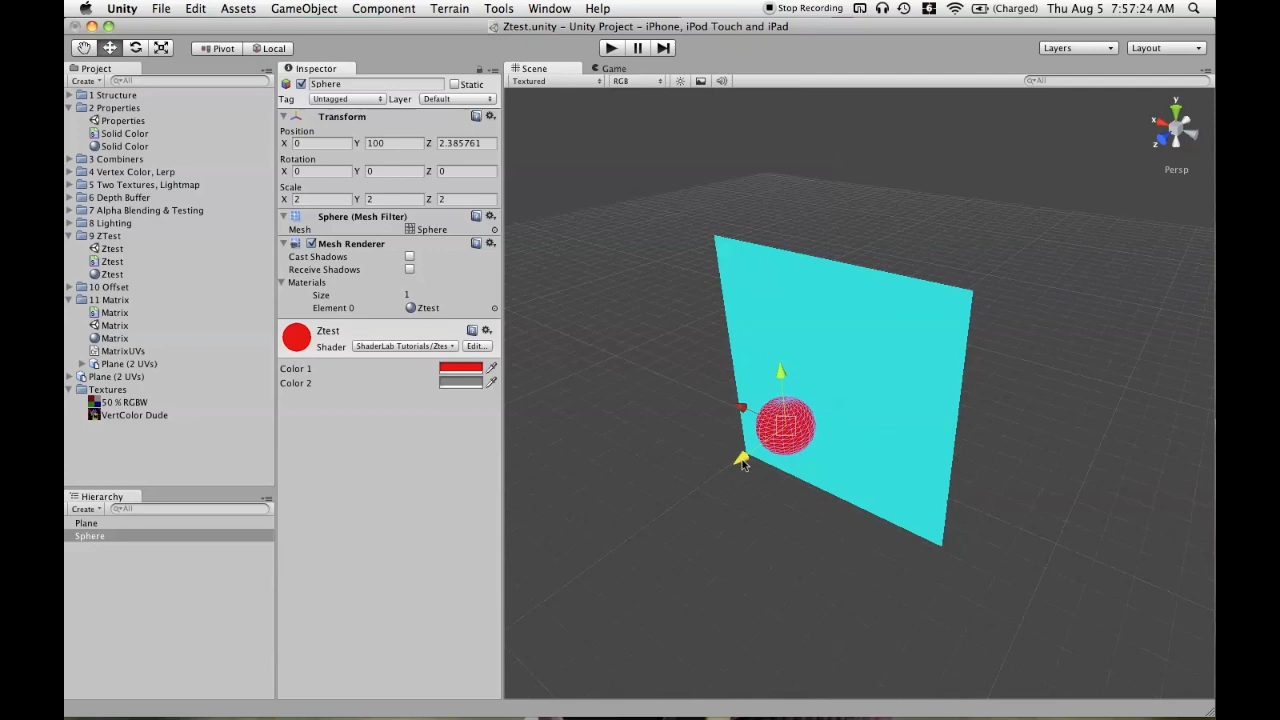 Unity File Edit Assets GameObject Component Terrain Tools Window Help Stop Recording 6 (Charged) Thu Aug 5 7:57:24 AM
Ztest.unity – Unity Project – iPhone, iPod Touch and iPad
Pivot Local Layers Layout
Project
Create All
1 Structure
2 Properties
Properties
Solid Color
Solid Color
3 Combiners
4 Vertex Color, Lerp
5 Two Textures, Lightmap
6 Depth Buffer
7 Alpha Blending & Testing
8 Lighting
9 ZTest
Ztest
Ztest
Ztest
10 Offset
11 Matrix
Matrix
Matrix
Matrix
MatrixUVs
Plane (2 UVs)
Plane (2 UVs)
Textures
50 % RGBW
VertColor Dude
Hierarchy
Create All
Plane
Sphere
Inspector
Sphere Static
Tag Untagged Layer Default
Transform
Position
X 0 Y 100 Z 2.385761
Rotation
X 0 Y 0 Z 0
Scale
X 2 Y 2 Z 2
Sphere (Mesh Filter)
Mesh Sphere
Mesh Renderer
Cast Shadows
Receive Shadows
Materials
Size 1
Element 0 Ztest
Ztest
Shader ShaderLab Tutorials/Ztes Edit...
Color 1
Color 2
Scene Game
Textured RGB All
y
x
z
Persp